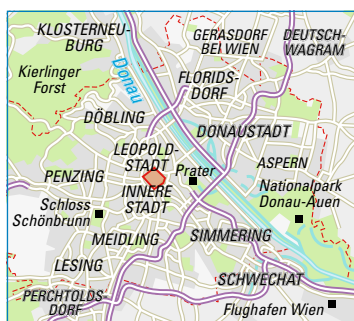 KLOSTERNEU-
BURG
GERASDORF
BEI WIEN
DEUTSCH-
WAGRAM
Kierlinger
Forst
Donau
FLORIDS-
DORF
DÖBLING
DONAUSTADT
LEOPOLD-
STADT
PENZING
Prater
ASPERN
INNERE
STADT
Nationalpark
Donau-Auen
Schloss
Schönbrunn
MEIDLING
SIMMERING
LESING
SCHWECHAT
PERCHTOLDS-
DORF
Flughafen Wien